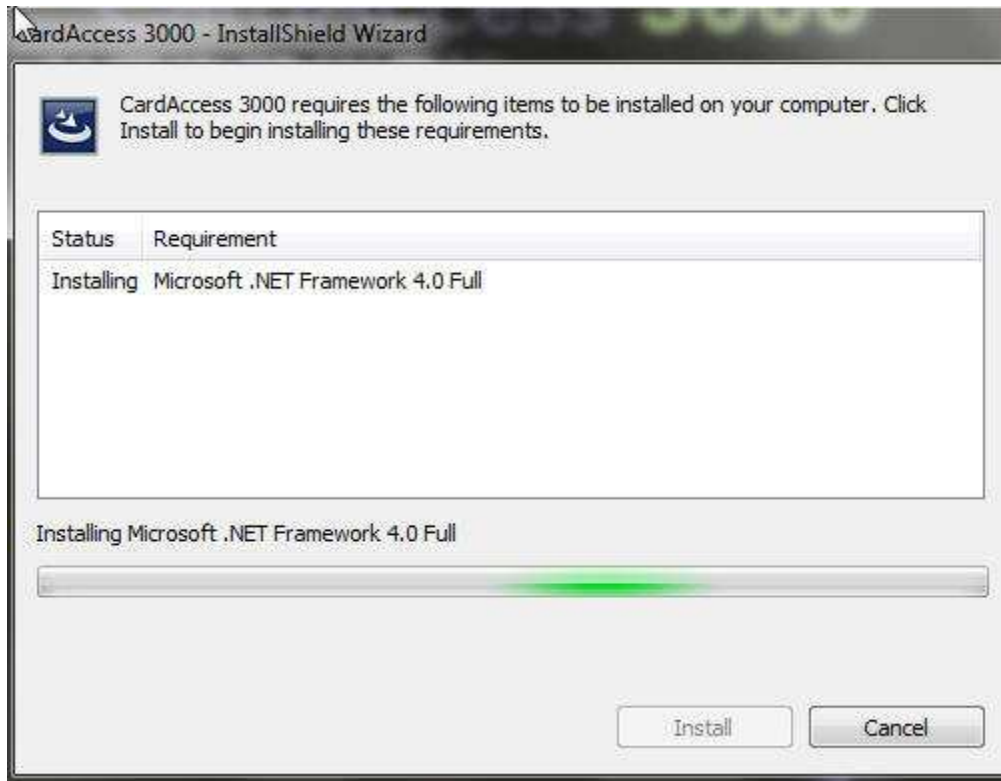 CardAccess 3000 - InstallShield Wizard
CardAccess 3000 requires the following items to be installed on your computer. Click
Install to begin installing these requirements.
Status Requirement
Installing Microsoft .NET Framework 4.0 Full
Installing Microsoft .NET Framework 4.0 Full
Install Cancel